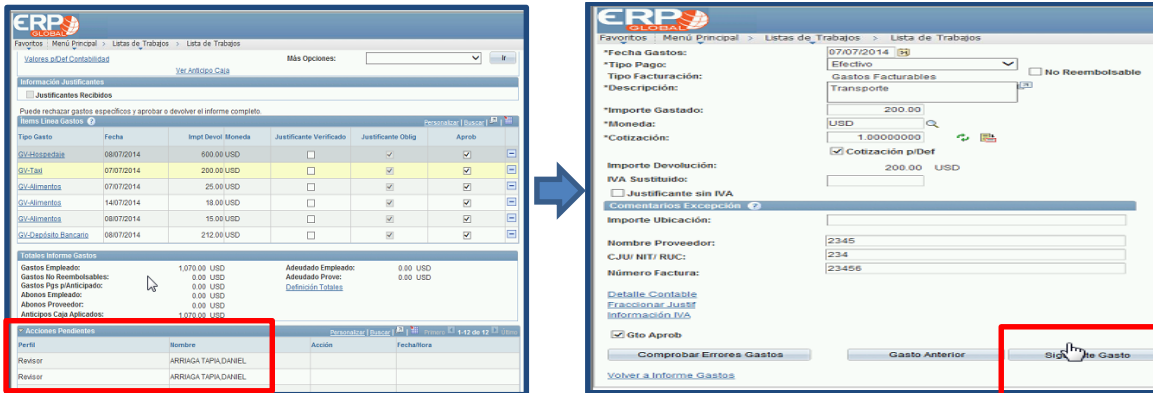 ERP
GLOBAL
Favoritos Menú Principal > Listas de Trabajos > Lista de Trabajos
Valores p/Def Contabilidad Más Opciones: Ir
Ver Anticipo Caja
Información Justificantes
Justificantes Recibidos
Puede rechazar gastos específicos y aprobar o devolver el informe completo.
Items Línea Gastos Personalizar | Buscar |
Tipo Gasto Fecha Impt Devol Moneda Justificante Verificado Justificante Oblig Aprob
GV-Hospedaje 08/07/2014 600.00 USD
GV-Taxi 07/07/2014 200.00 USD
GV-Alimentos 07/07/2014 25.00 USD
GV-Alimentos 14/07/2014 18.00 USD
GV-Alimentos 08/07/2014 15.00 USD
GV-Depósito Bancario 08/07/2014 212.00 USD
Totales Informe Gastos
Gastos Empleado: 1,070.00 USD Adeudado Empleado: 0.00 USD
Gastos No Reembolsables: 0.00 USD Adeudado Prove: 0.00 USD
Gastos Pgs p/Anticipado: 0.00 USD Definición Totales
Abonos Empleado: 0.00 USD
Abonos Proveedor: 0.00 USD
Anticipos Caja Aplicados: 1,070.00 USD
Acciones Pendientes Personalizar | Buscar | Primero 1-12 de 12 Último
Perfil Nombre Acción Fecha/Hora
Revisor ARRIAGA TAPIA,DANIEL
Revisor ARRIAGA TAPIA,DANIEL
ERP
GLOBAL
Favoritos Menú Principal > Listas de Trabajos > Lista de Trabajos
*Fecha Gastos: 07/07/2014
*Tipo Pago: Efectivo
No Reembolsable
Tipo Facturación: Gastos Facturables
*Descripción: Transporte
*Importe Gastado: 200.00
*Moneda: USD
*Cotización: 1.00000000
Cotización p/Def
Importe Devolución: 200.00 USD
IVA Sustituido:
Justificante sin IVA
Comentarios Excepción
Importe Ubicación:
Nombre Proveedor: 2345
CJU/ NIT/ RUC: 234
Número Factura: 23456
Detalle Contable
Fraccionar Justif
Información IVA
Gto Aprob
Comprobar Errores Gastos Gasto Anterior Gasto
Volver a Informe Gastos